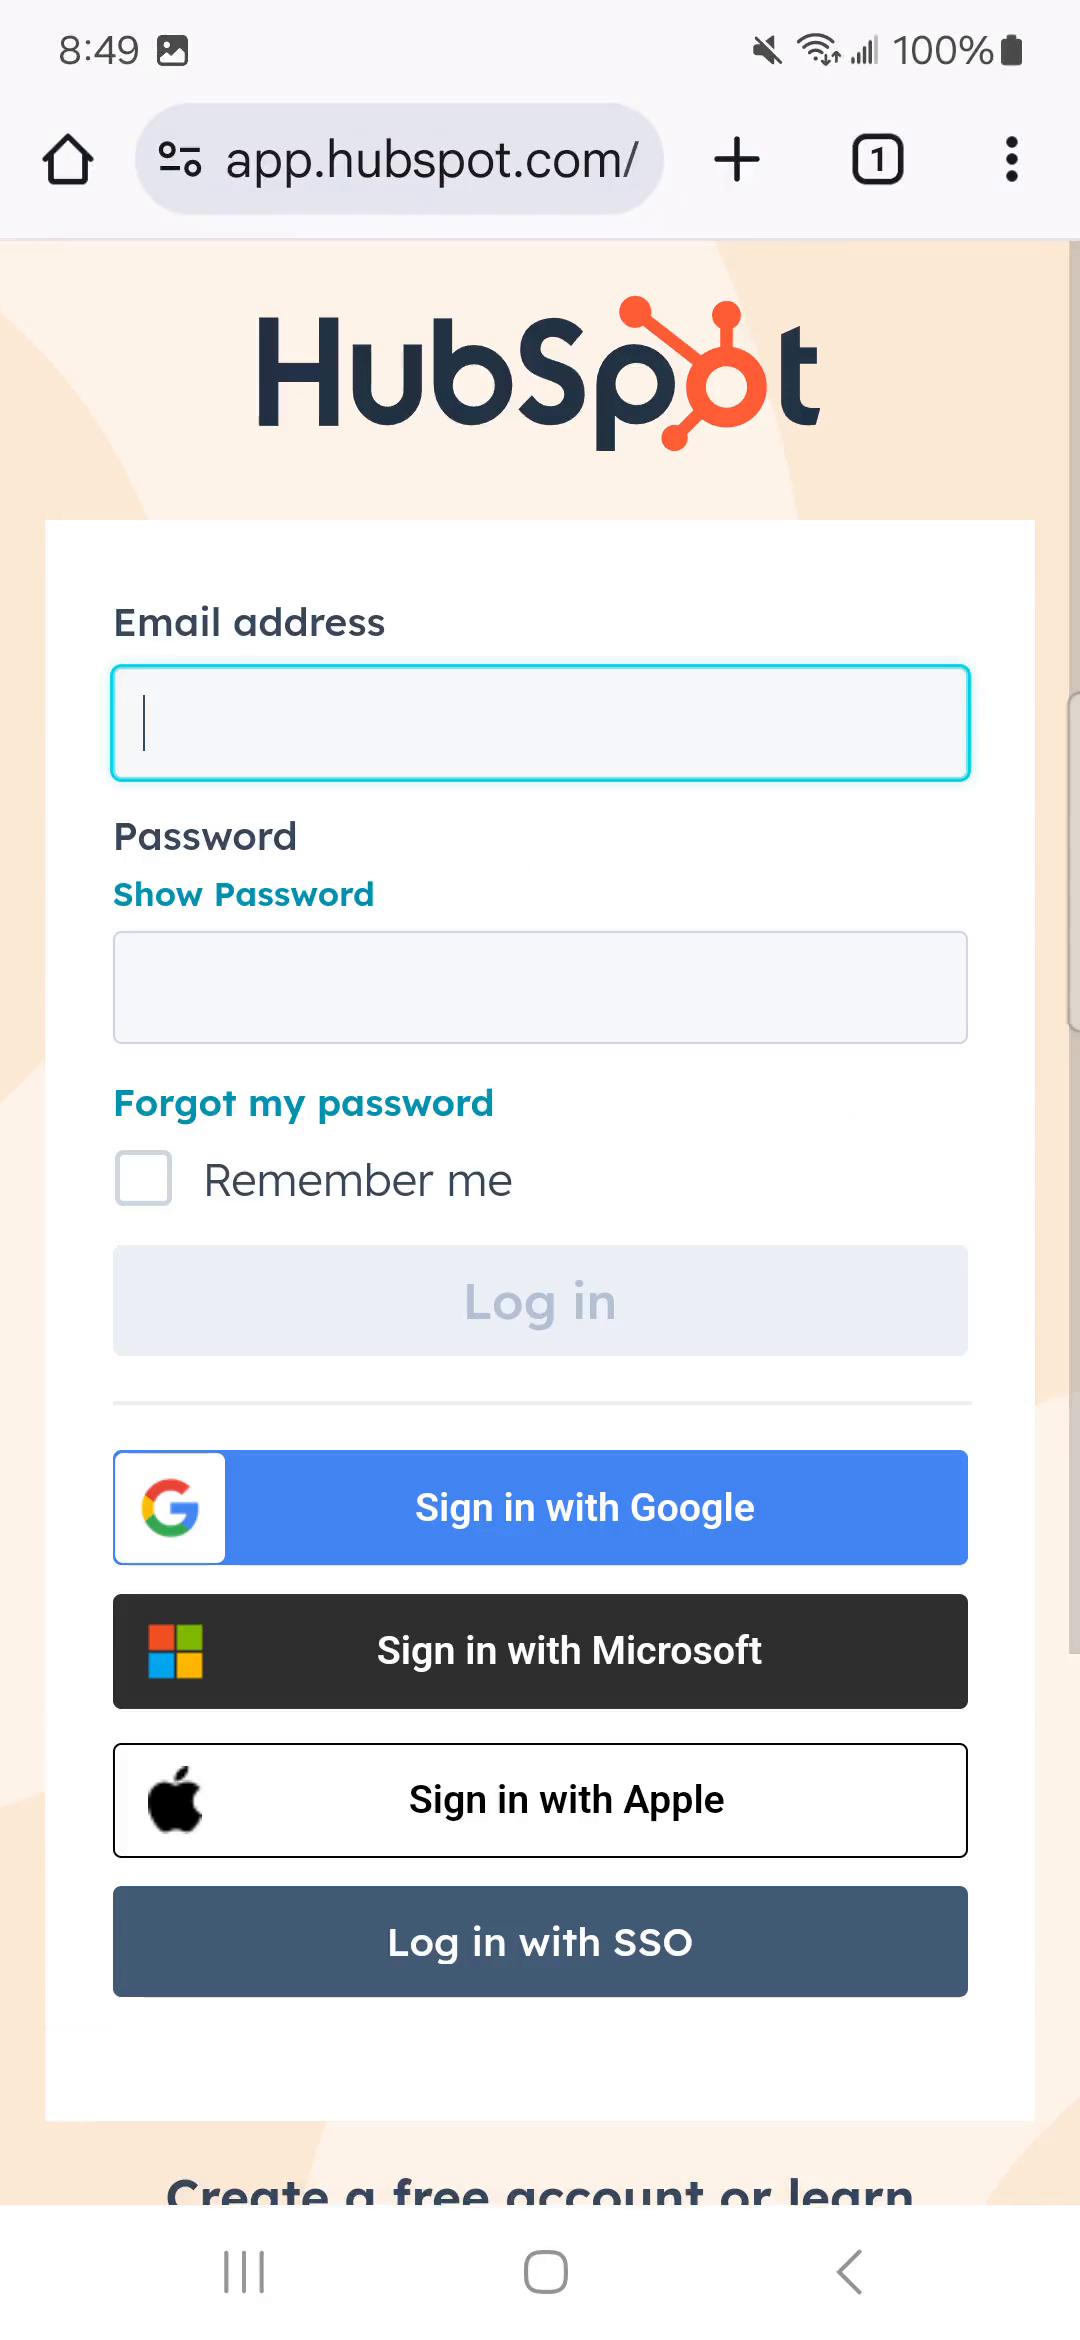 8:49 100%
app.hubspot.com/ 1
HubSpot
Email address
Password
Show Password
Forgot my password
Remember me
Log in
Sign in with Google
Sign in with Microsoft
Sign in with Apple
Log in with SSO
Create a free account or learn